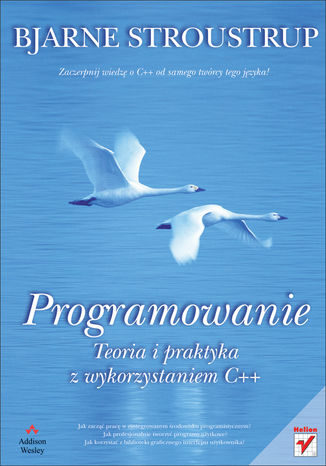 BJARNE STROUSTRUP
Zaczerpnij wiedzę o C++ od samego twórcy tego języka!
Programowanie
Teoria i praktyka
z wykorzystaniem C++
Jak zacząć pracę w zintegrowanym środowisku programistycznym?
Jak profesjonalnie tworzyć programy użytkowe?
Jak korzystać z biblioteki graficznego interfejsu użytkownika?
Addison
Wesley
Helion